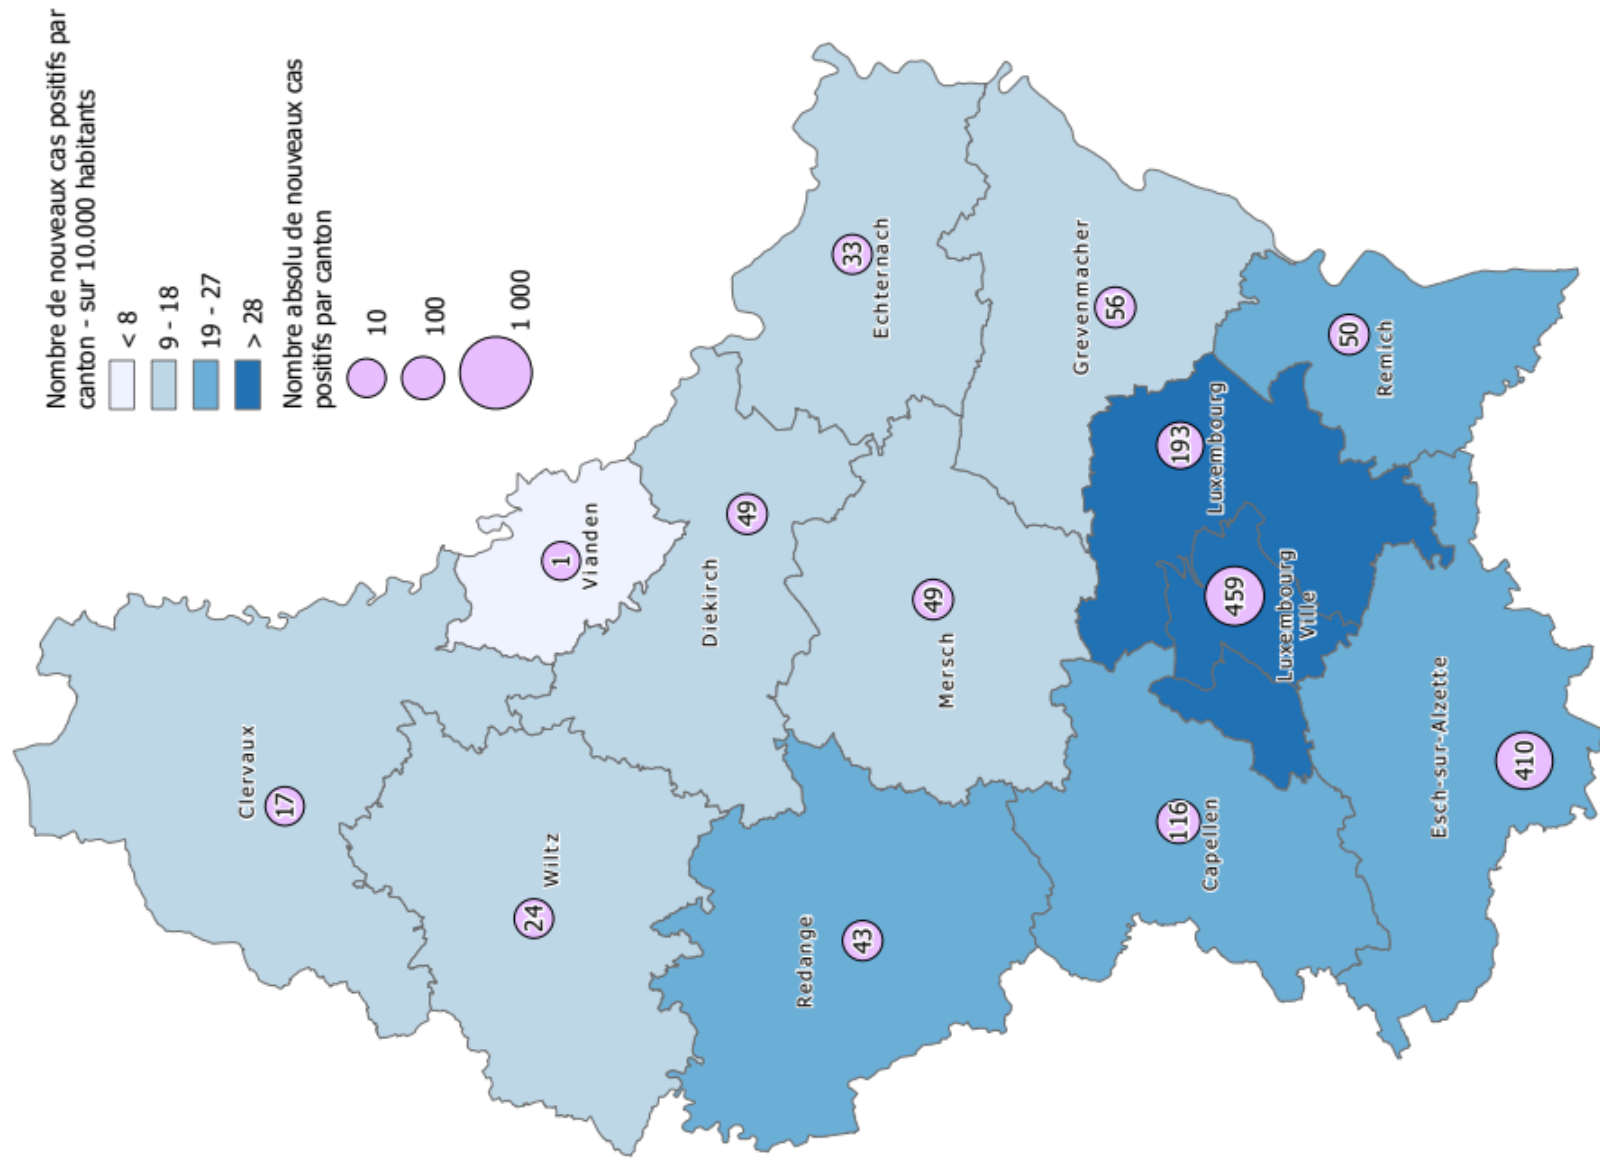 Nombre de nouveaux cas positifs par
canton - sur 10.000 habitants
< 8
9 - 18
19 - 27
> 28
Nombre absolu de nouveaux cas
positifs par canton
10
100
1 000
Clervaux
17
Wiltz
24
Vianden
1
Diekirch
49
Echternach
33
Redange
43
Mersch
49
Grevenmacher
56
Capellen
116
Luxembourg
193
Luxembourg
Ville
459
Remich
50
Esch-sur-Alzette
410